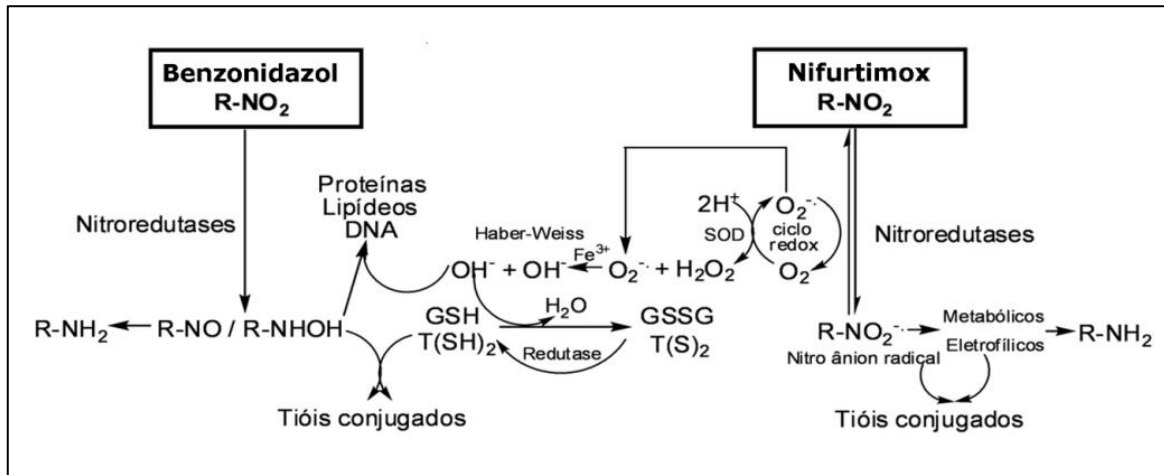 Benzonidazol
R-NO₂
Nifurtimox
R-NO₂
Nitroredutases
Proteínas
Lipídeos
DNA
Haber-Weiss
Fe³⁺
OH⁻ + OH⁻
O₂⁻· + H₂O₂
2H⁺
SOD
O₂⁻·
ciclo
redox
O₂
Nitroredutases
R-NH₂
R-NO / R-NHOH
GSH
T(SH)₂
H₂O
Redutase
GSSG
T(S)₂
Tióis conjugados
R-NO₂⁻·
Nitro ânion radical
Metabólicos
Eletrofílicos
R-NH₂
Tióis conjugados